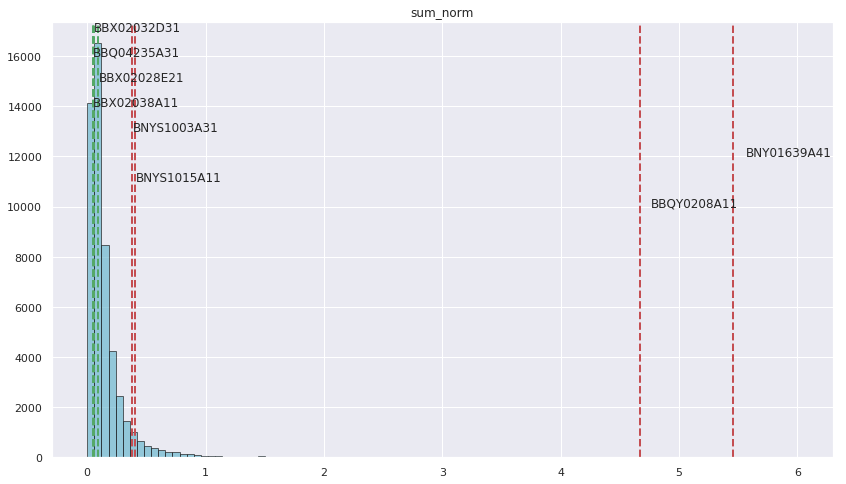 sum_norm
16000
14000
12000
10000
8000
6000
4000
2000
0
BBX02032D31
BBQ04235A31
BBX02028E21
BBX02038A11
BNYS1003A31
BNY01639A41
BNYS1015A11
BBQY0208A11
0
1
2
3
4
5
6